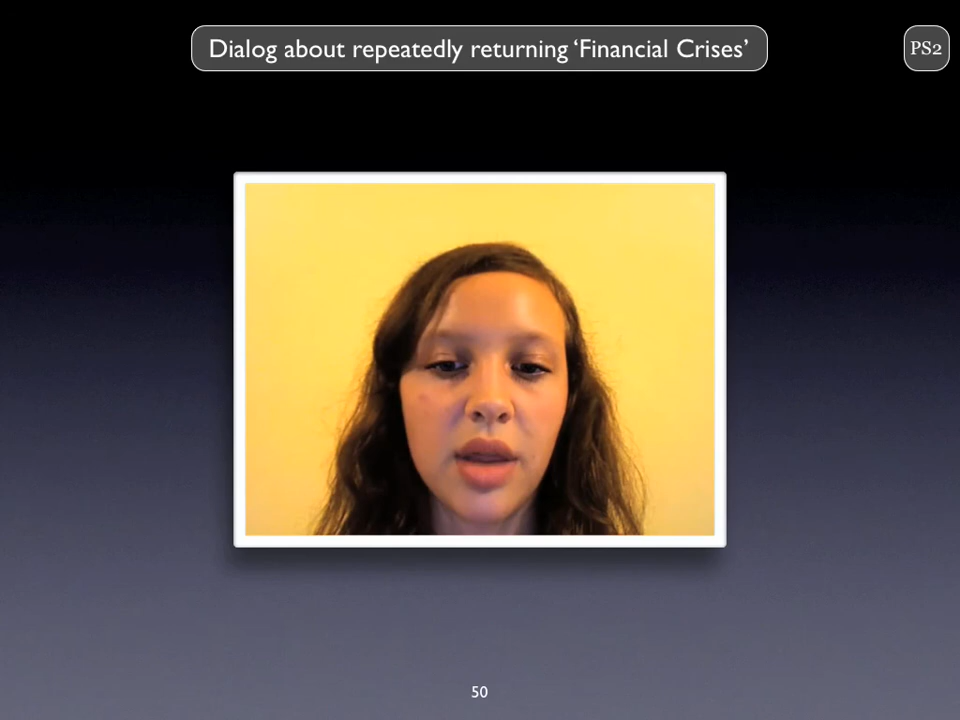 Dialog about repeatedly returning ‘Financial Crises’
PS2
50